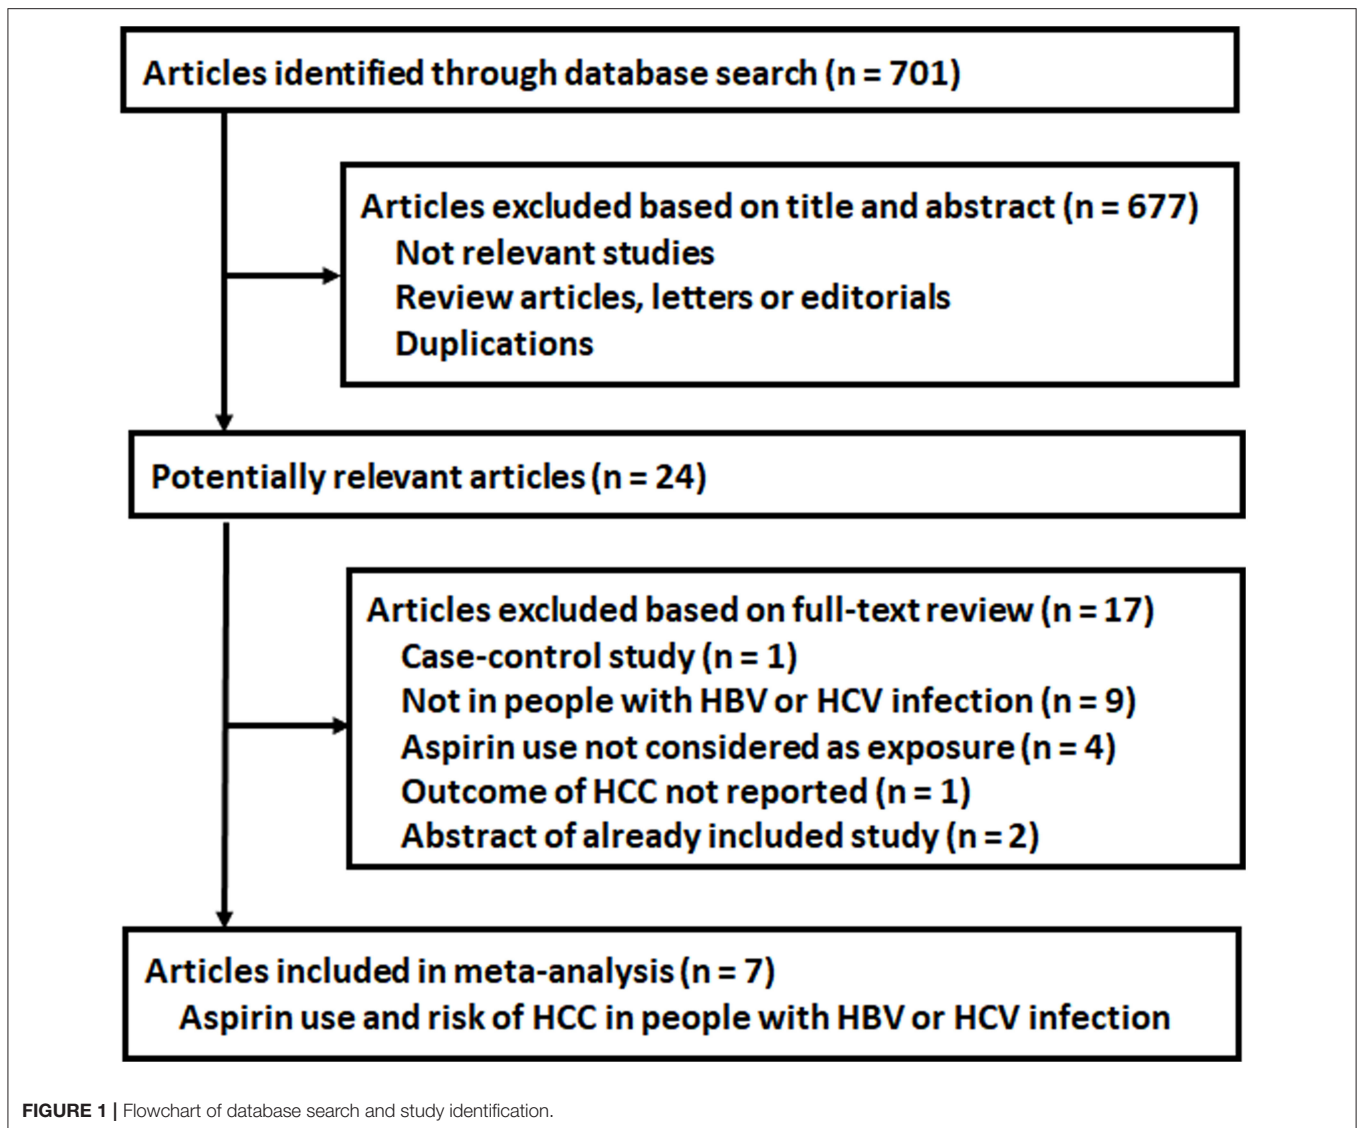 Articles identified through database search (n = 701)
Articles excluded based on title and abstract (n = 677)
Not relevant studies
Review articles, letters or editorials
Duplications
Potentially relevant articles (n = 24)
Articles excluded based on full-text review (n = 17)
Case-control study (n = 1)
Not in people with HBV or HCV infection (n = 9)
Aspirin use not considered as exposure (n = 4)
Outcome of HCC not reported (n = 1)
Abstract of already included study (n = 2)
Articles included in meta-analysis (n = 7)
Aspirin use and risk of HCC in people with HBV or HCV infection
FIGURE 1 | Flowchart of database search and study identification.